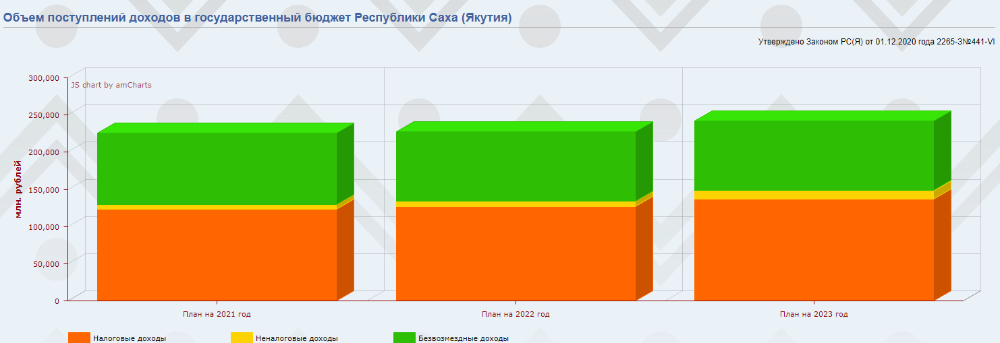 Объем поступлений доходов в государственный бюджет Республики Саха (Якутия)
Утверждено Законом РС(Я) от 01.12.2020 года 2265-З№441-VI
JS chart by amCharts
млн. рублей
300,000
250,000
200,000
150,000
100,000
50,000
0
План на 2021 год
План на 2022 год
План на 2023 год
Налоговые доходы
Неналоговые доходы
Безвозмездные доходы